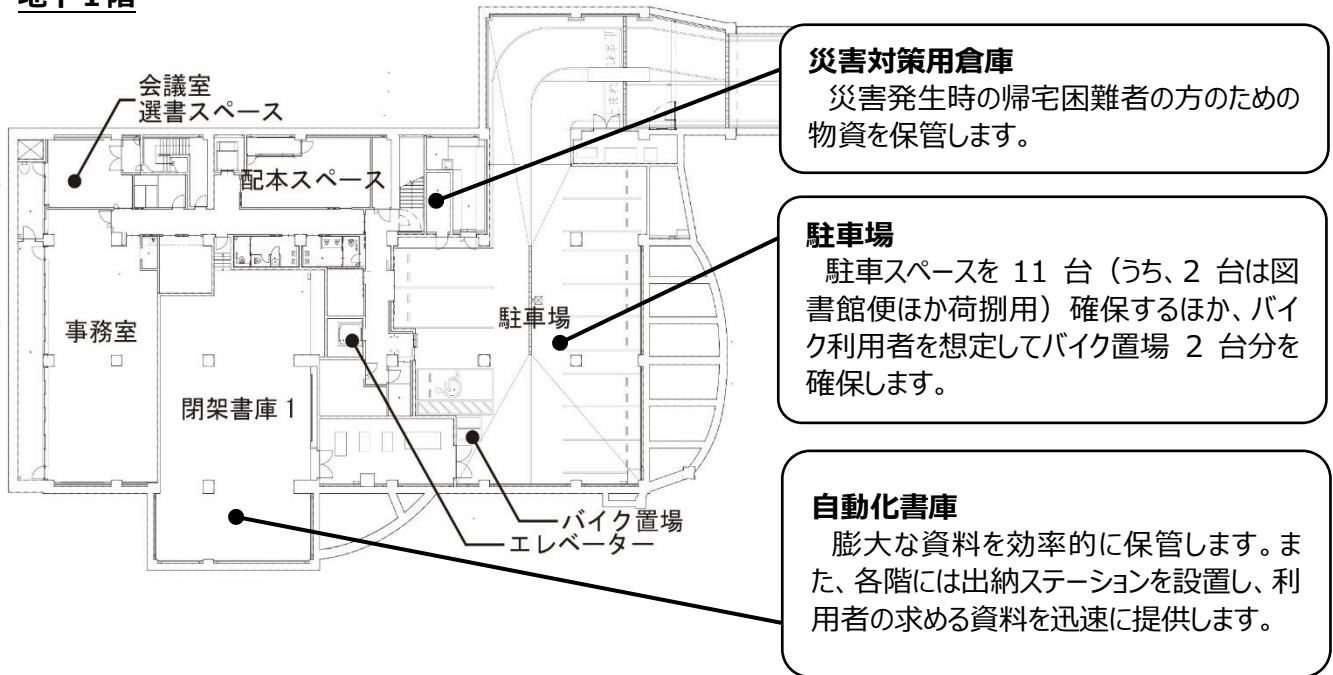 地下1階
会議室
選書スペース
配本スペース
事務室
閉架書庫1
駐車場
バイク置場
エレベーター
災害対策用倉庫
災害発生時の帰宅困難者の方のための
物資を保管します。
駐車場
駐車スペースを 11 台（うち、2 台は図
書館便ほか荷捌用）確保するほか、バイ
ク利用者を想定してバイク置場 2 台分を
確保します。
自動化書庫
膨大な資料を効率的に保管します。ま
た、各階には出納ステーションを設置し、利
用者の求める資料を迅速に提供します。